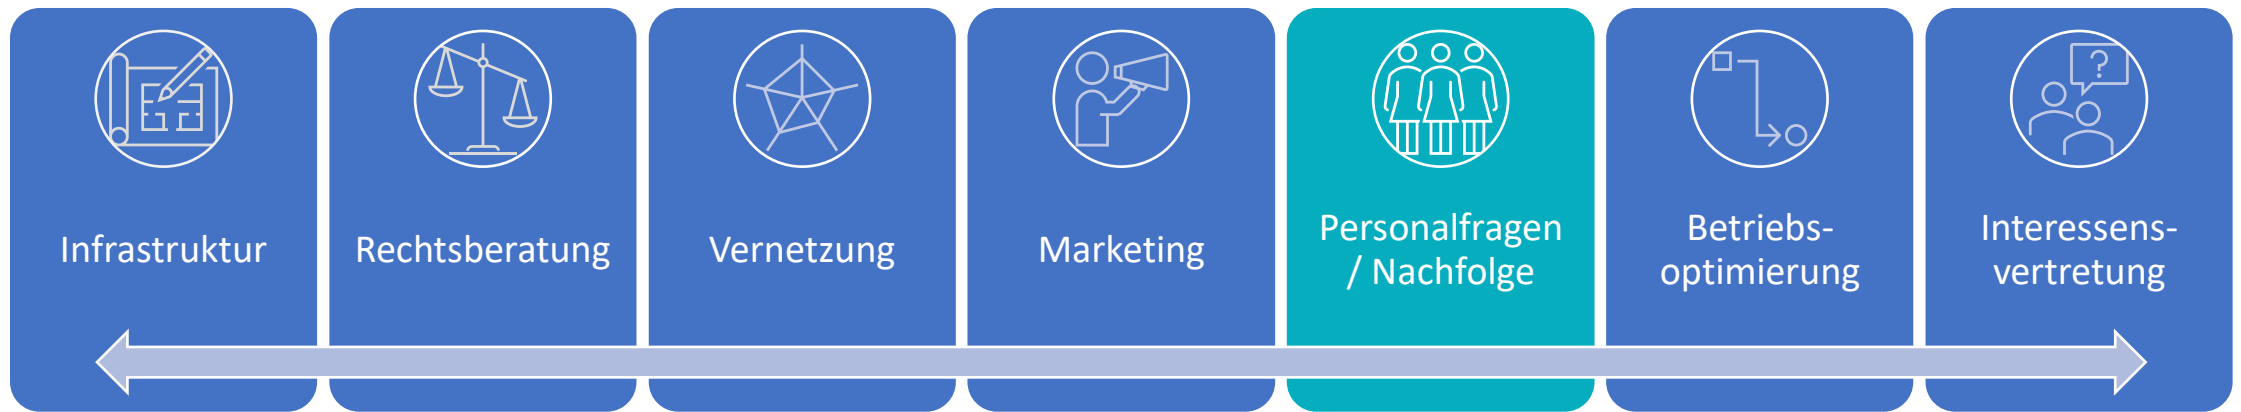 ?
Infrastruktur
Rechtsberatung
Vernetzung
Marketing
Personalfragen
/ Nachfolge
Betriebs-
optimierung
Interessens-
vertretung